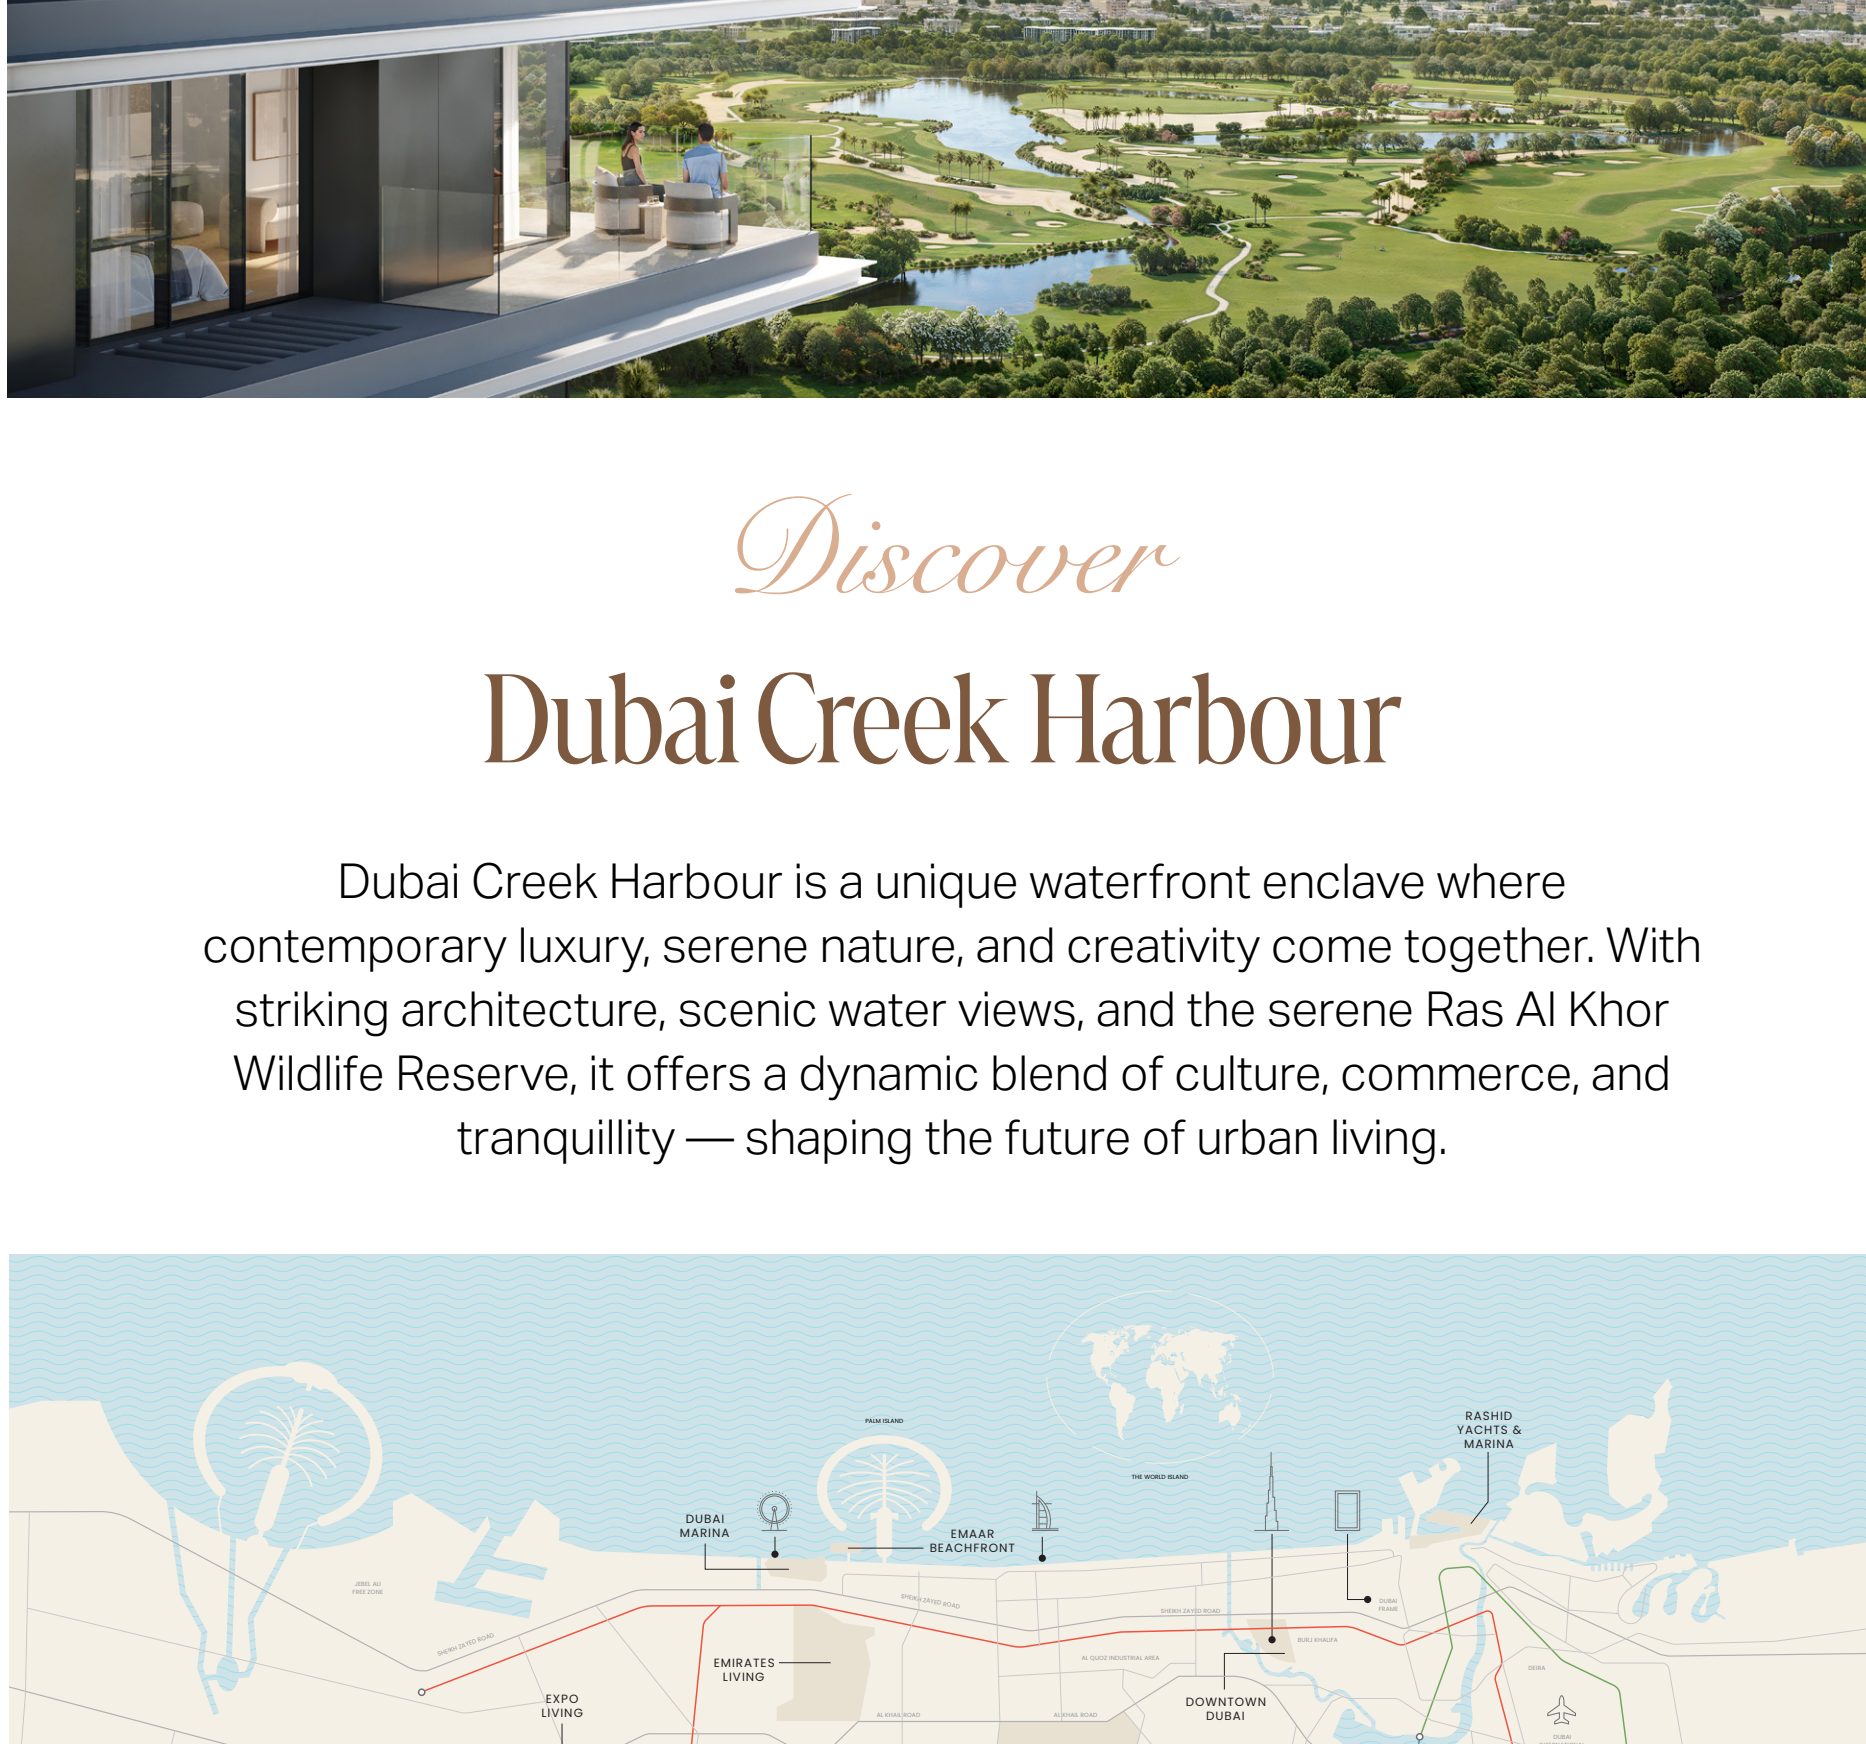 Discover
Dubai Creek Harbour
Dubai Creek Harbour is a unique waterfront enclave where
contemporary luxury, serene nature, and creativity come together. With
striking architecture, scenic water views, and the serene Ras Al Khor
Wildlife Reserve, it offers a dynamic blend of culture, commerce, and
tranquillity — shaping the future of urban living.
RASHID
YACHTS &
MARINA
PALM ISLAND
THE WORLD ISLAND
DUBAI
MARINA
EMAAR
BEACHFRONT
JEBEL ALI
FREE ZONE
SHEIKH ZAYED ROAD
SHEIKH ZAYED ROAD
SHEIKH ZAYED ROAD
DUBAI
FRAME
BURJ KHALIFA
AL QUOZ INDUSTRIAL AREA
DEIRA
EMIRATES
LIVING
EXPO
LIVING
DOWNTOWN
DUBAI
AL KHAIL ROAD
AL KHAIL ROAD
DUBAI